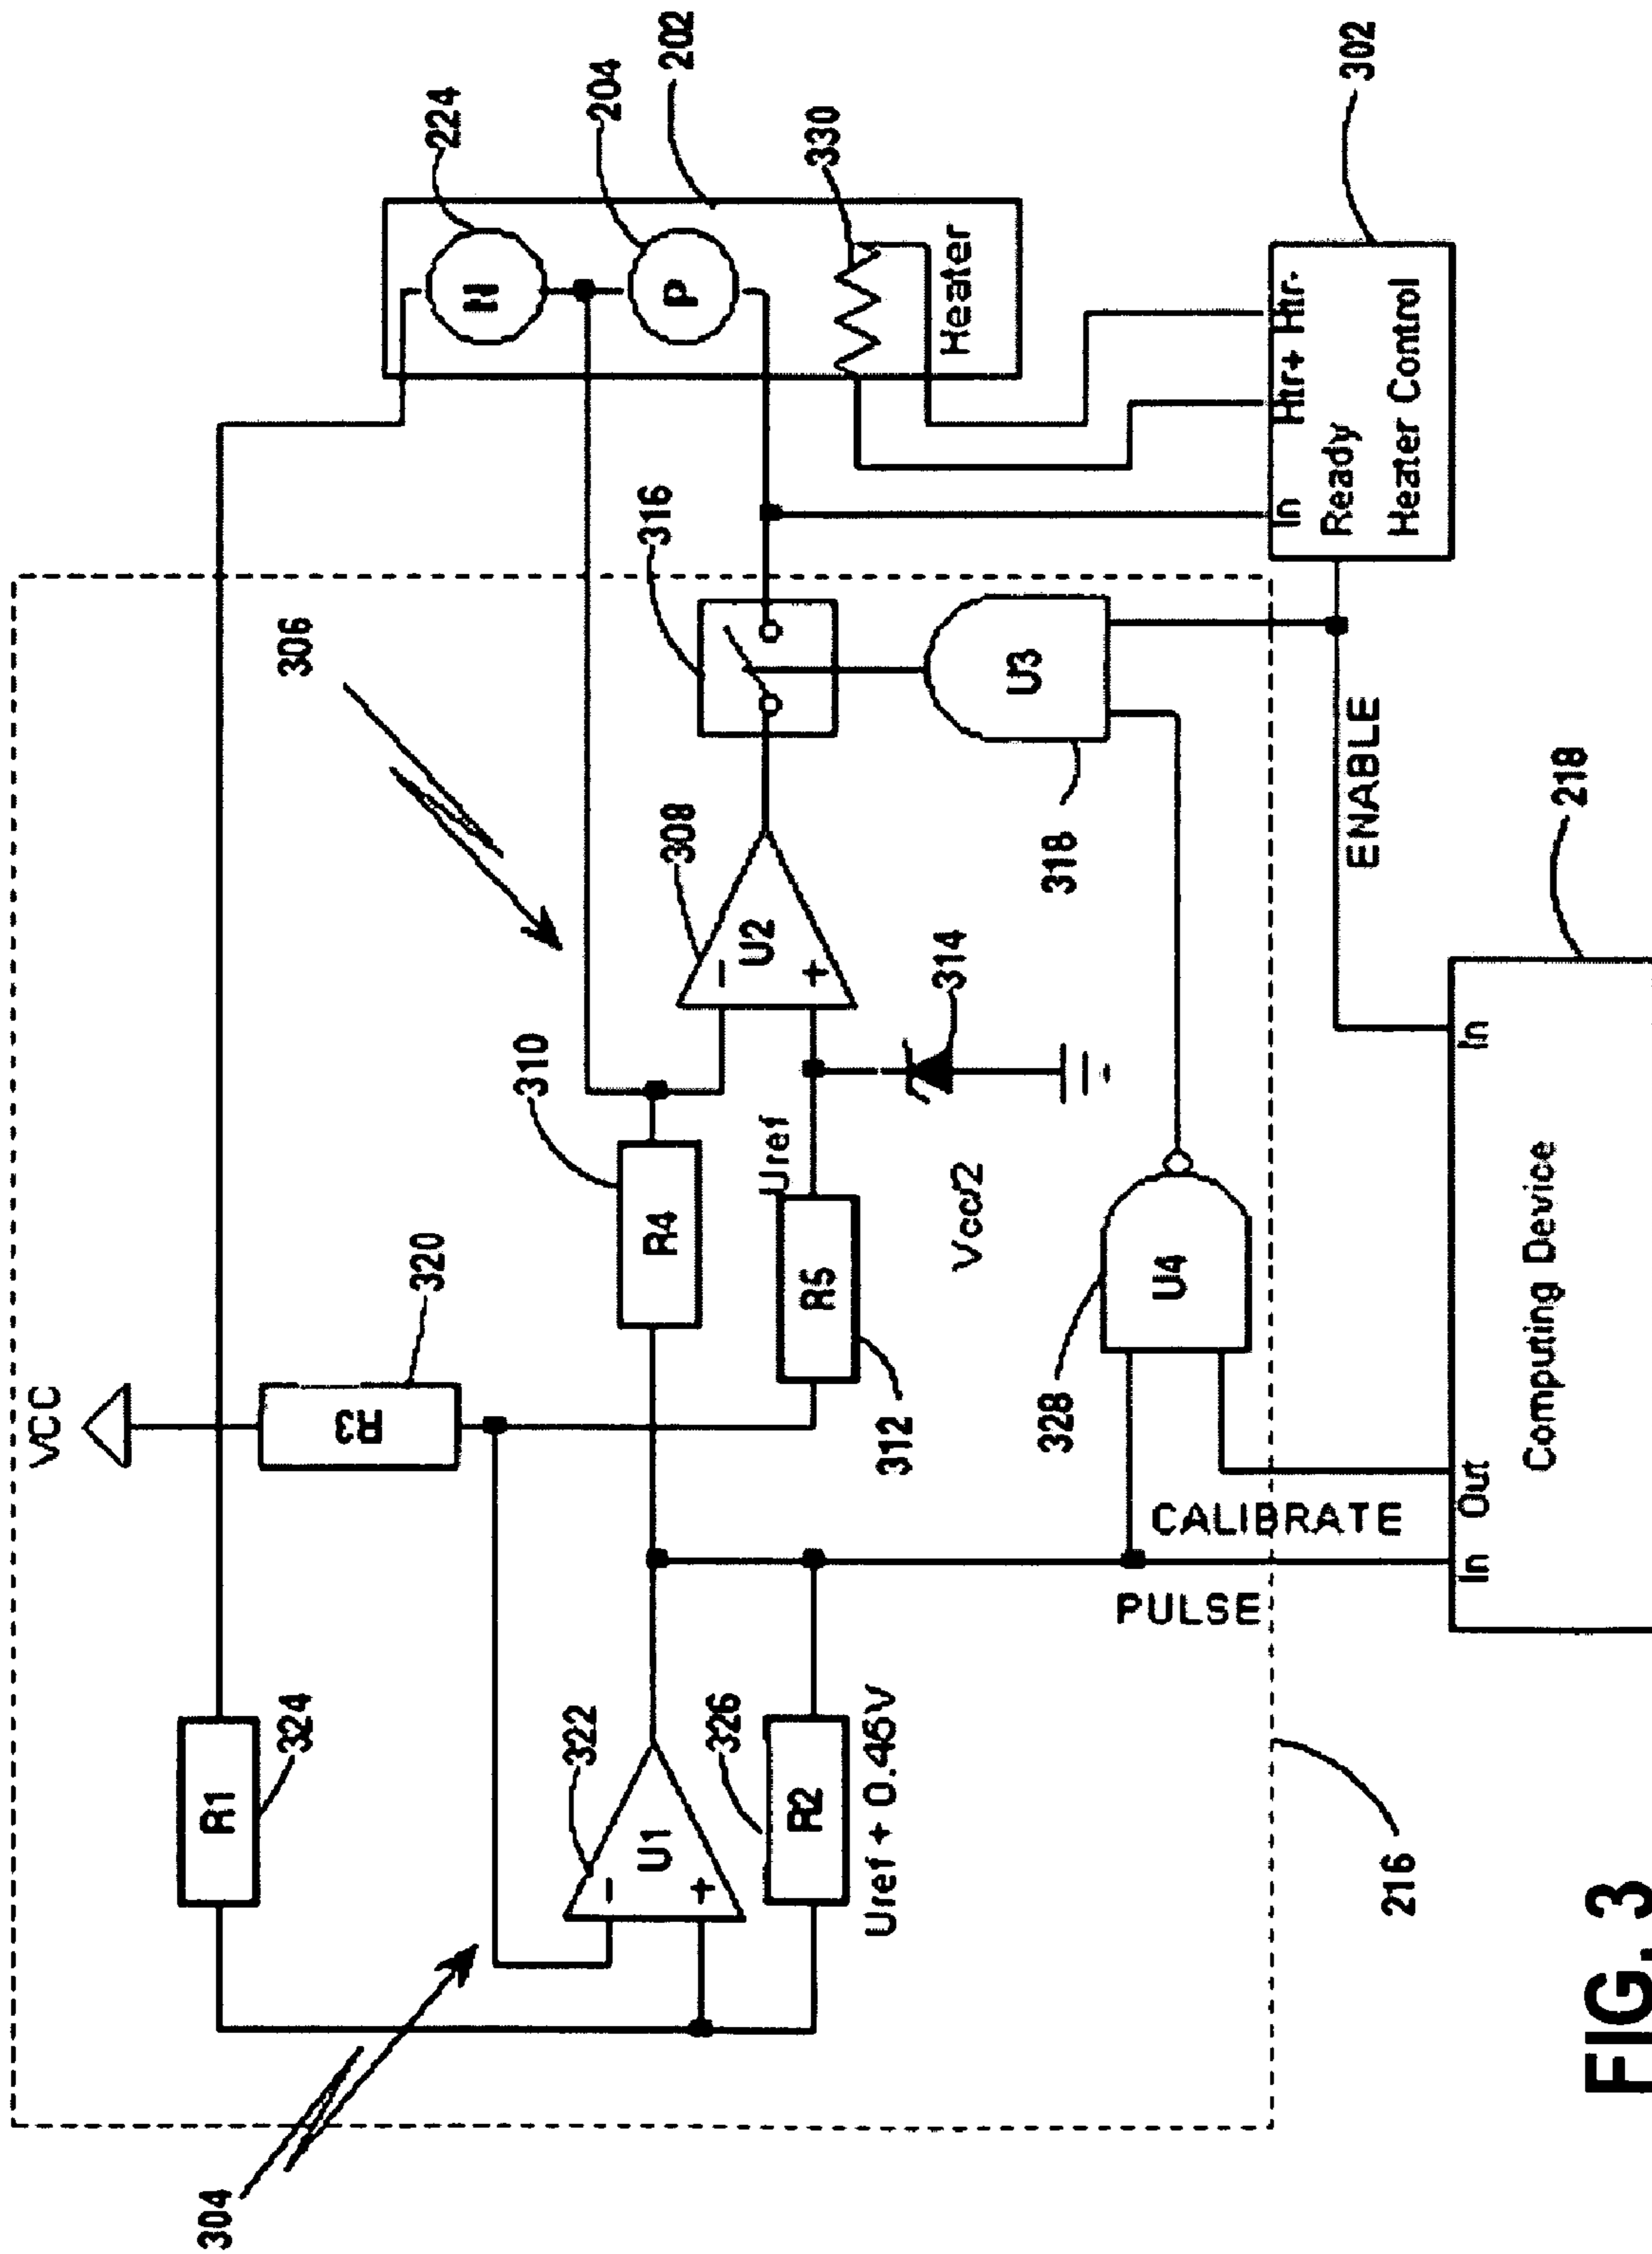 304
306
VCC
R1
324
R3
320
224
N
204
P
202
330
Heater
310
R4
308
U2
-
+
316
322
U1
-
+
326
R2
Uref + 0.46V
Uref
R5
312
Vcc/2
314
U3
318
328
U4
PULSE
CALIBRATE
ENABLE
216
In
Out
In
Computing Device
218
In
Htr+
Htr-
Ready
Heater Control
302
FIG. 3